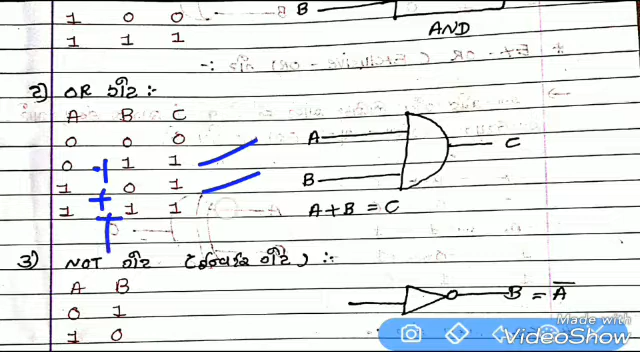 B
1 0 0
1 1 1
AND
2) OR ગેટ :-
A B C
0 0 0
0 1 1
1 0 1
1 1 1
A
B
C
A+B = C
3) NOT ગેટ ( ગેટ) :-
A B
0 1
1 0
B = A̅
Made with
VideoShow